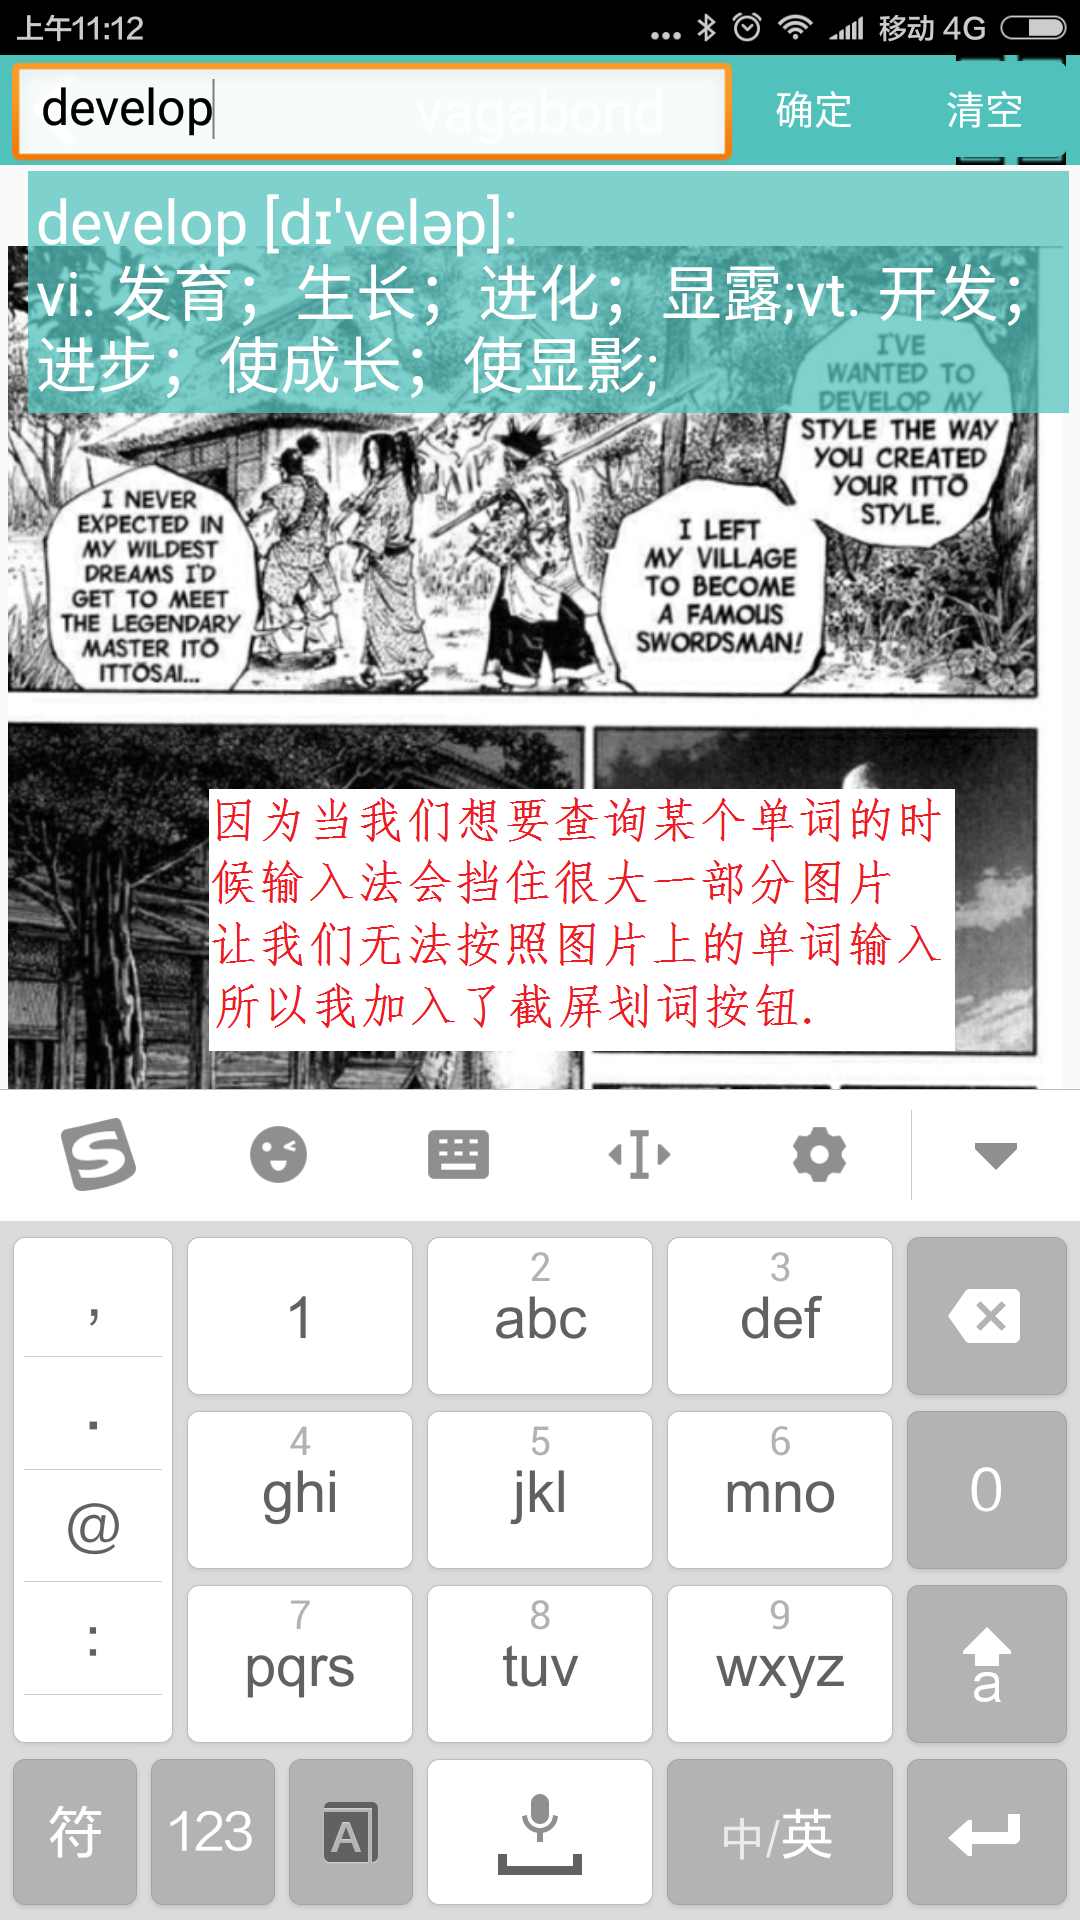 上午11:12
... 移动 4G
develop
vagabond
确定
清空
develop [dɪ'veləp]:
vi. 发育；生长；进化；显露;vt. 开发；
进步；使成长；使显影;
I'VE
WANTED TO
DEVELOP MY
STYLE THE WAY
YOU CREATED
YOUR ITTŌ
STYLE.
I LEFT
MY VILLAGE
TO BECOME
A FAMOUS
SWORDSMAN!
I NEVER
EXPECTED IN
MY WILDEST
DREAMS I'D
GET TO MEET
THE LEGENDARY
MASTER ITŌ
ITTŌSAI...
因为当我们想要查询某个单词的时
候输入法会挡住很大一部分图片
让我们无法按照图片上的单词输入
所以我加入了截屏划词按钮.
S
,
1
2
abc
3
def
.
4
ghi
5
jkl
6
mno
0
@
:
7
pqrs
8
tuv
9
wxyz
a
符
123
A
中/英